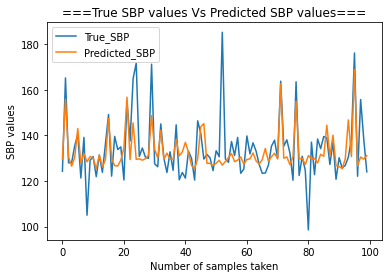 ===True SBP values Vs Predicted SBP values===
True_SBP
Predicted_SBP
SBP values
180
160
140
120
100
0 20 40 60 80 100
Number of samples taken